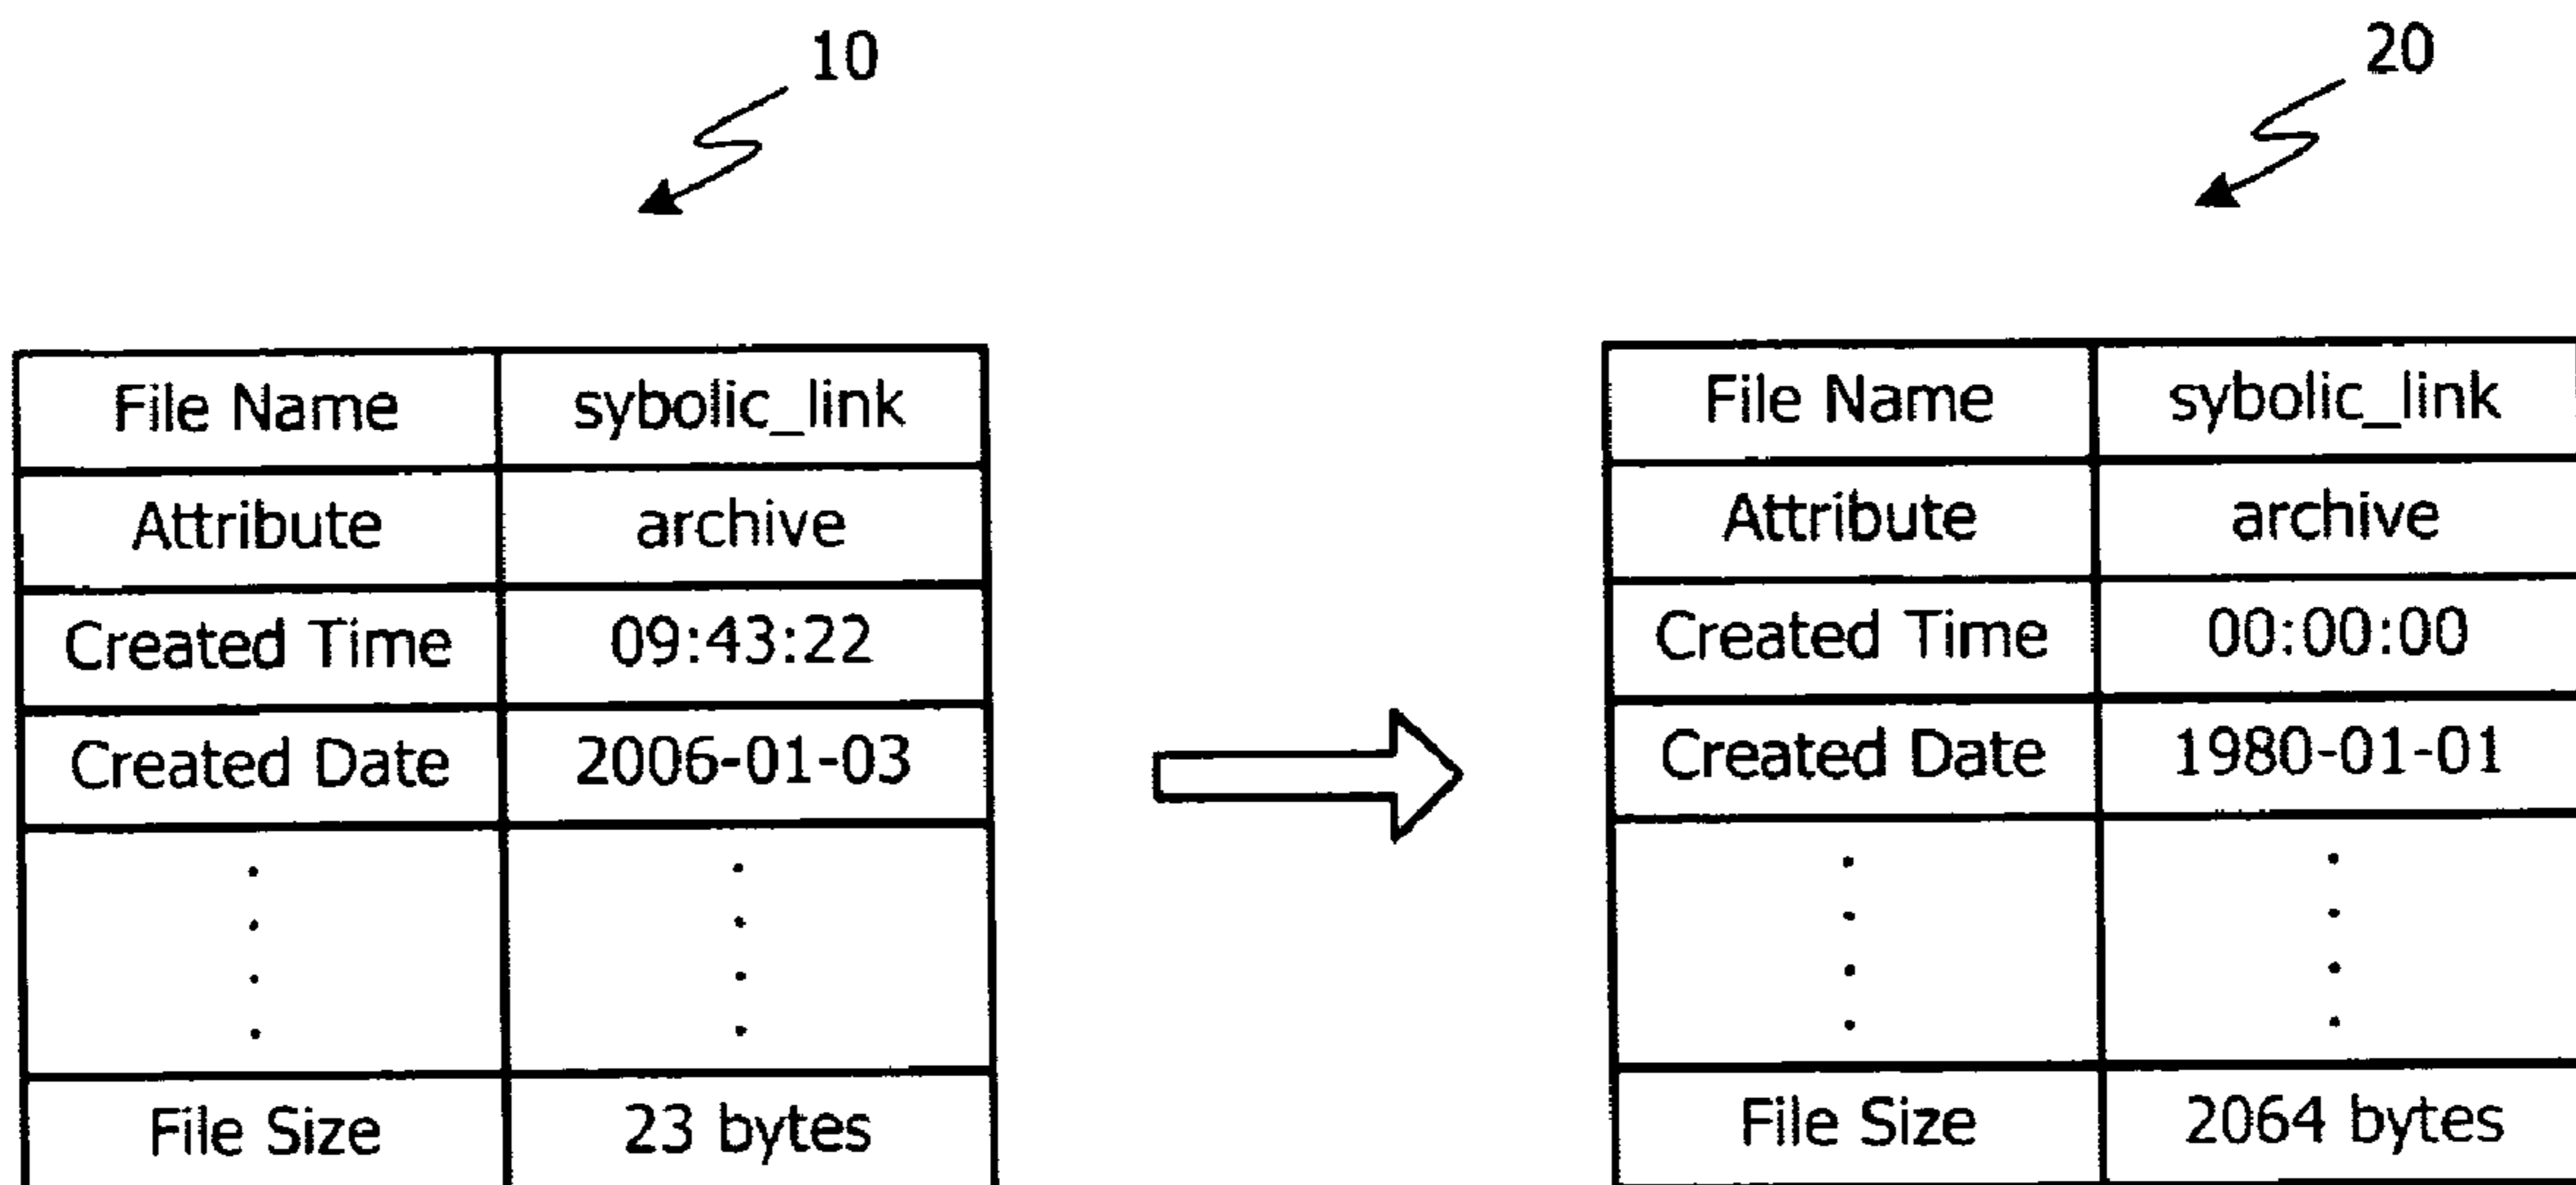 10
20
File Name sybolic_link
Attribute archive
Created Time 09:43:22
Created Date 2006-01-03
File Size 23 bytes
File Name sybolic_link
Attribute archive
Created Time 00:00:00
Created Date 1980-01-01
File Size 2064 bytes